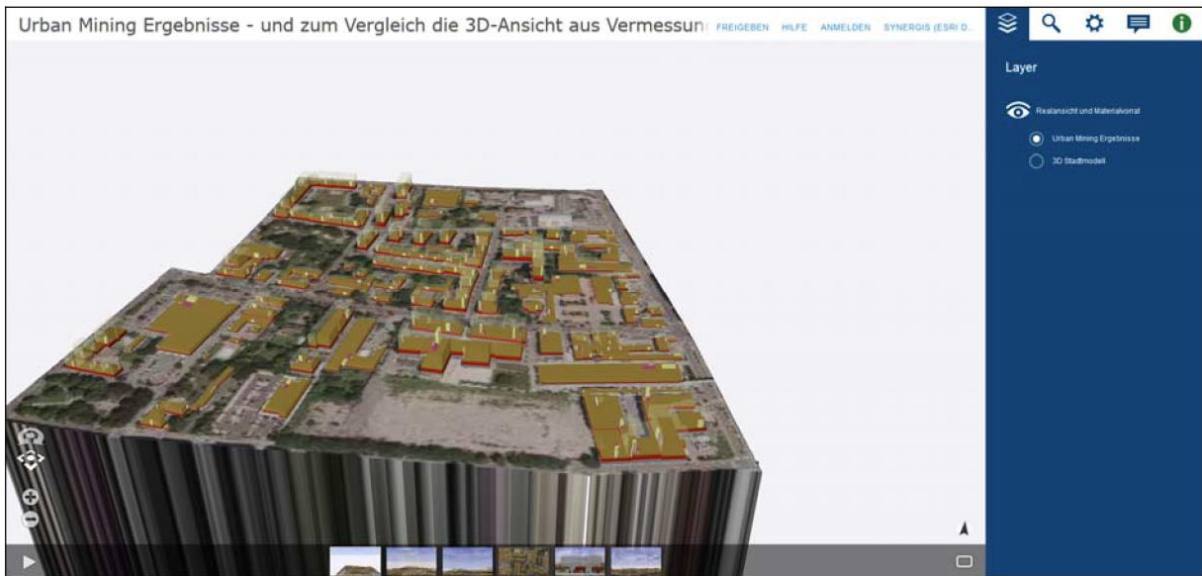 Urban Mining Ergebnisse - und zum Vergleich die 3D-Ansicht aus Vermessun
FREIGEBEN HILFE ANMELDEN SYNERGIS (ESRI D..
Layer
Realansicht und Materialvorrat
Urban Mining Ergebnisse
3D Stadtmodell